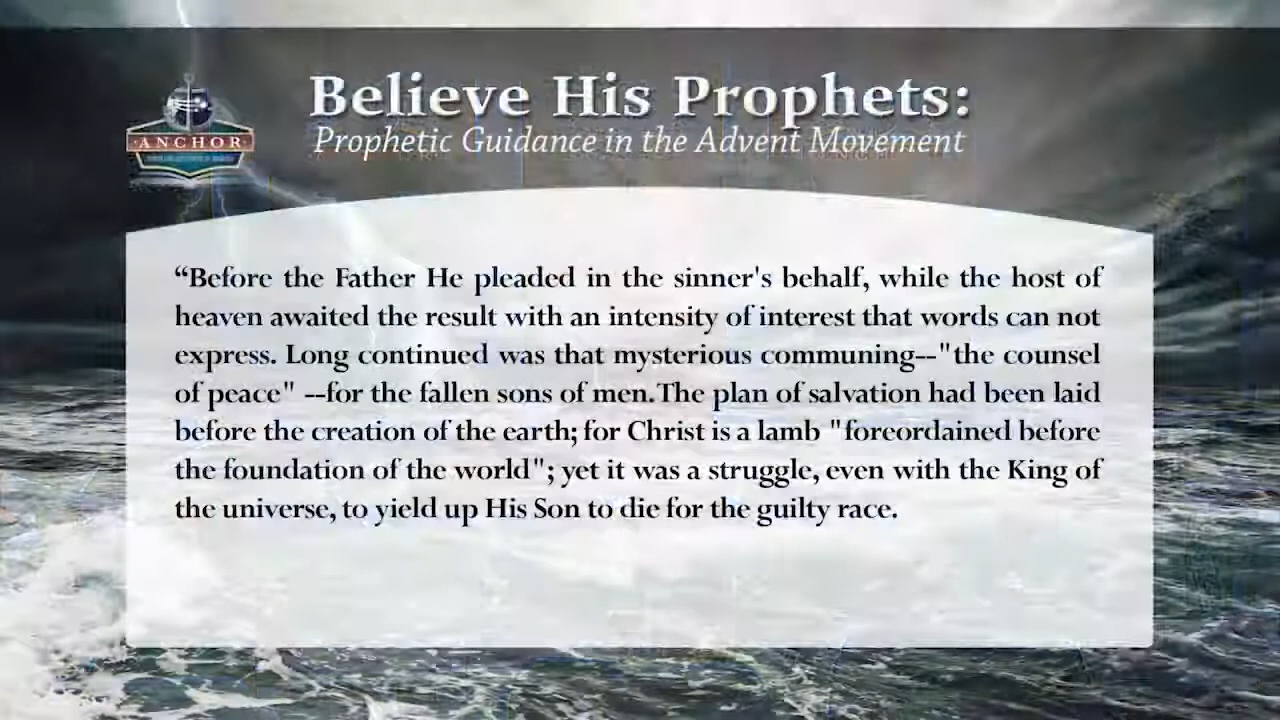 Believe His Prophets:
Prophetic Guidance in the Advent Movement
ANCHOR
“Before the Father He pleaded in the sinner's behalf, while the host of
heaven awaited the result with an intensity of interest that words can not
express. Long continued was that mysterious communing--"the counsel
of peace" --for the fallen sons of men.The plan of salvation had been laid
before the creation of the earth; for Christ is a lamb "foreordained before
the foundation of the world"; yet it was a struggle, even with the King of
the universe, to yield up His Son to die for the guilty race.